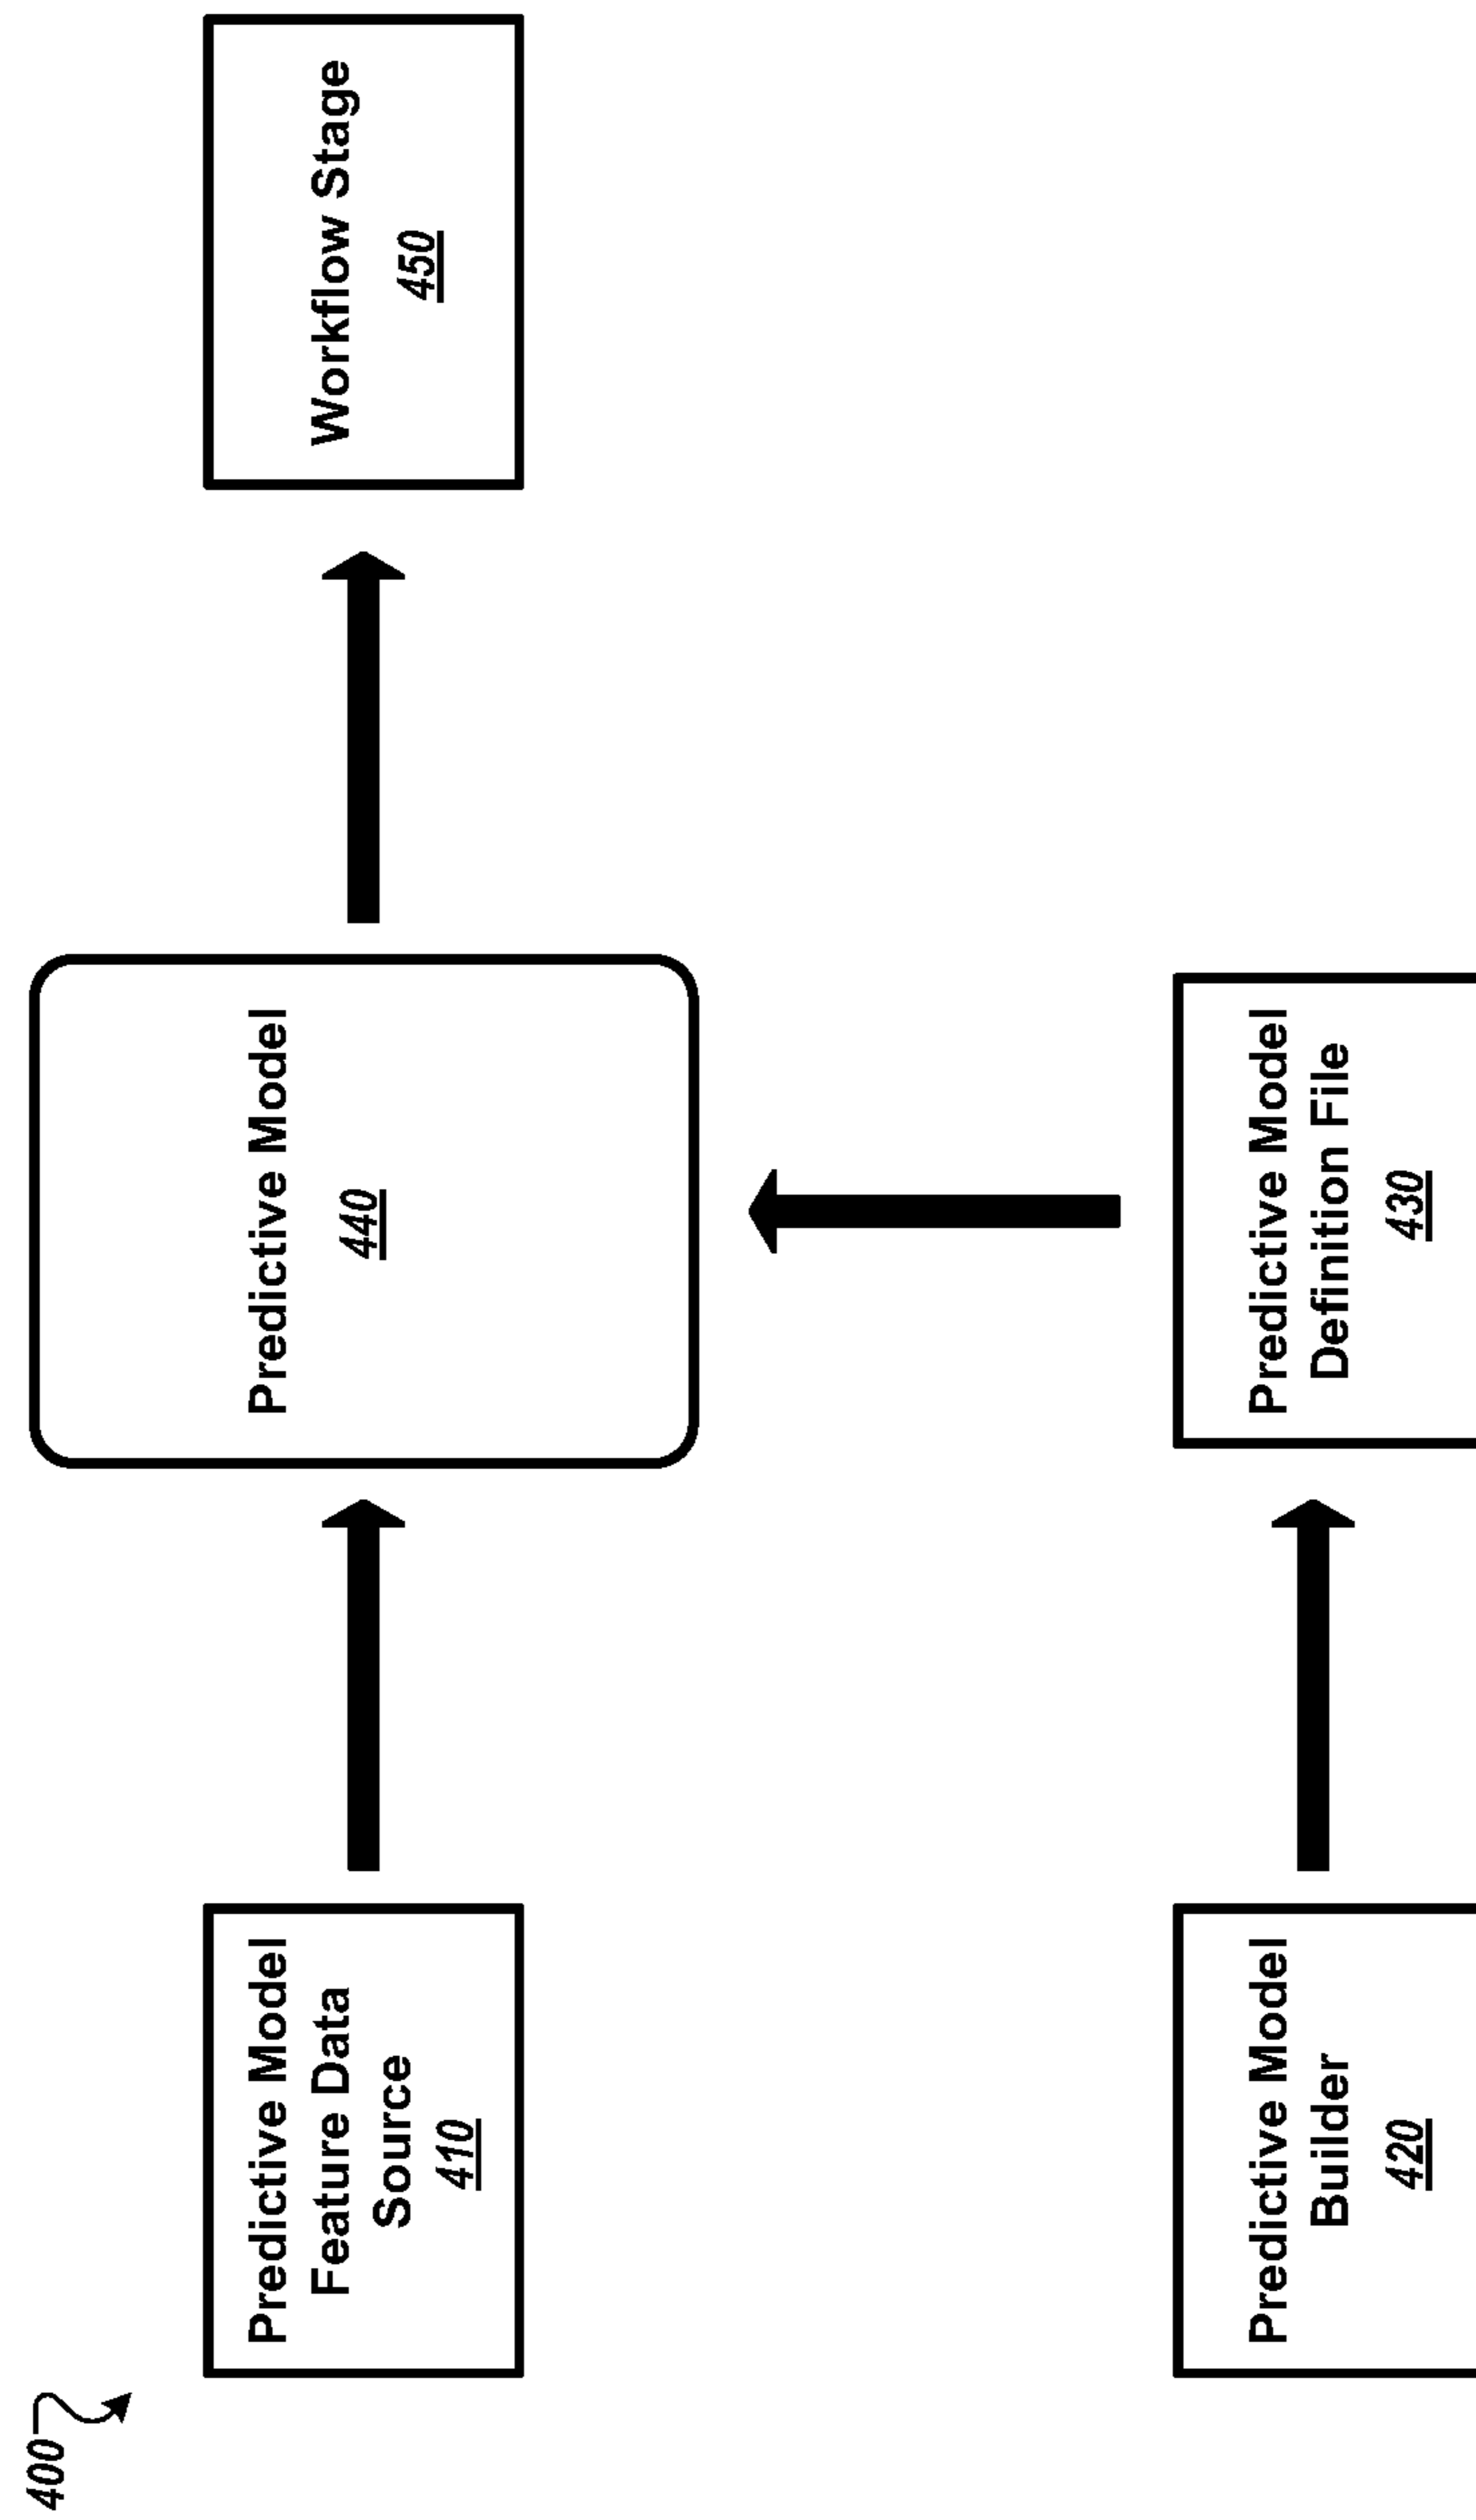 400
Predictive Model
Feature Data
Source
410
Predictive Model
440
Workflow Stage
450
Predictive Model
Builder
420
Predictive Model
Definition File
430